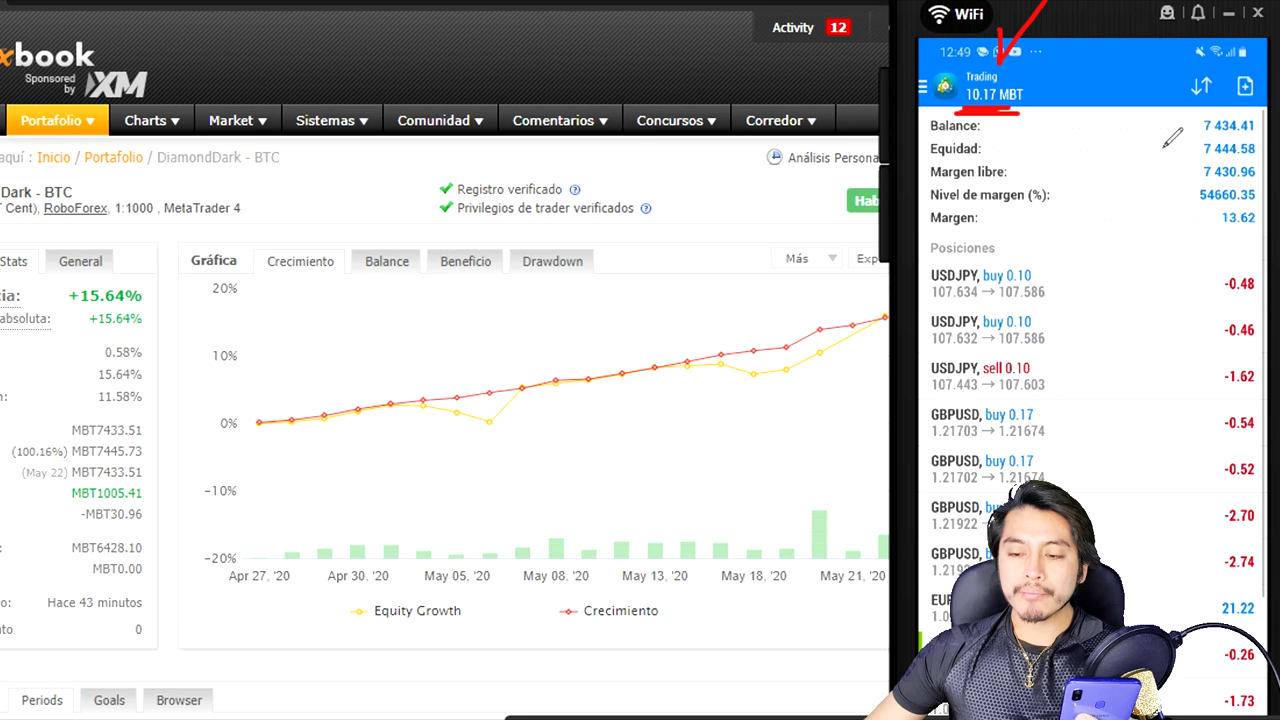 Activity 12
xbook
Sponsored
by XM
Portafolio Charts Market Sistemas Comunidad Comentarios Concursos Corredor
aquí : Inicio / Portafolio / DiamondDark - BTC
Análisis Persona
Dark - BTC
Cent), RoboForex, 1:1000 , MetaTrader 4
Registro verificado
Privilegios de trader verificados
Hab
Stats General
+15.64%
absoluta: +15.64%
0.58%
15.64%
11.58%
MBT7433.51
(100.16%) MBT7445.73
(May 22) MBT7433.51
MBT1005.41
-MBT30.96
MBT6428.10
MBT0.00
Hace 43 minutos
0
Gráfica Crecimiento Balance Beneficio Drawdown Más Exp
20%
10%
0%
-10%
-20%
Apr 27, '20 Apr 30, '20 May 05, '20 May 08, '20 May 13, '20 May 18, '20 May 21, '20
Equity Growth Crecimiento
Periods Goals Browser
WiFi
12:49
Trading
10.17 MBT
Balance: 7 434.41
Equidad: 7 444.58
Margen libre: 7 430.96
Nivel de margen (%): 54660.35
Margen: 13.62
Posiciones
USDJPY, buy 0.10 -0.48
107.634 → 107.586
USDJPY, buy 0.10 -0.46
107.632 → 107.586
USDJPY, sell 0.10 -1.62
107.443 → 107.603
GBPUSD, buy 0.17 -0.54
1.21703 → 1.21674
GBPUSD, buy 0.17 -0.52
1.21702 → 1.21674
GBPUSD, -2.70
1.21922
GBPUSD, -2.74
21.22
-0.26
-1.73